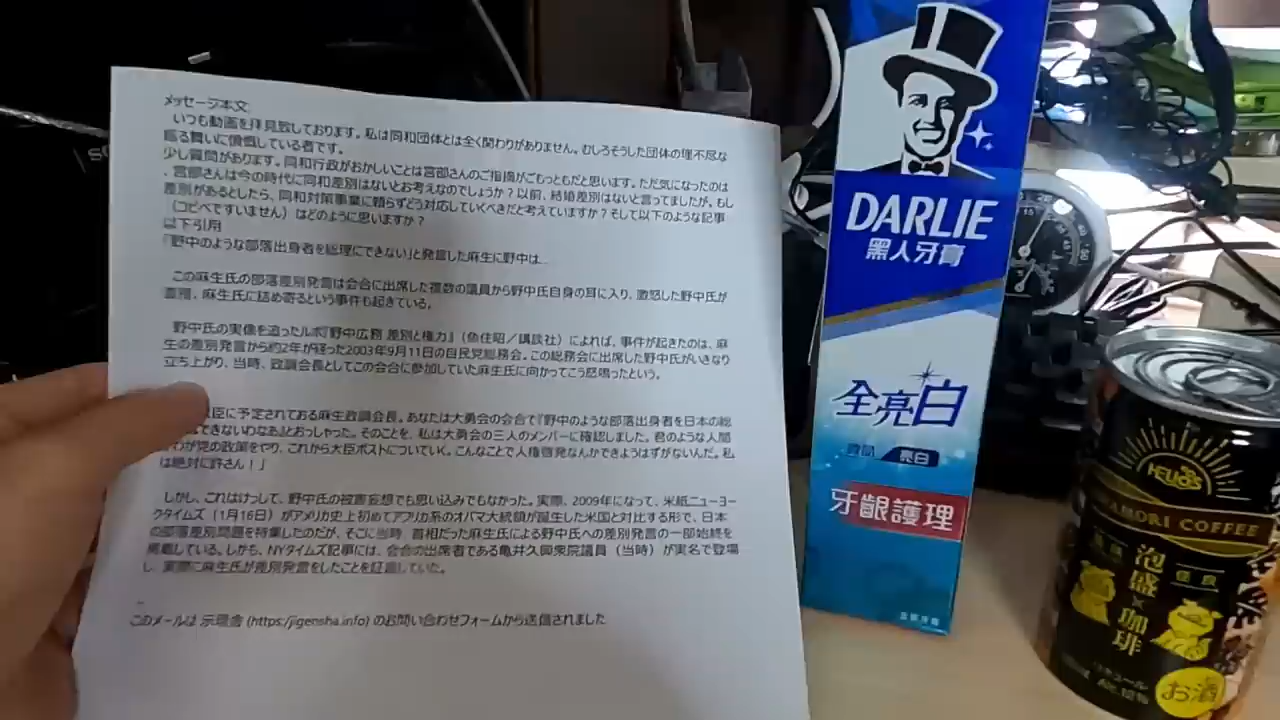 メッセージ本文:
いつも動画を拝見致しております。私は同和団体とは全く関わりがありません。むしろそうした団体の理不尽な
振る舞いに憤慨している者です。
少し質問があります。同和行政がおかしいことは宮部さんのご指摘がごもっともだと思います。ただ気になったのは
、宮部さんは今の時代に同和差別はないとお考えなのでしょうか？以前、結婚差別はないと言ってましたが、もし
差別があるとしたら、同和対策事業に頼らずどう対応していくべきだと考えていますか？そして以下のような記事
（コピペですいません）はどのように思いますか？
以下引用
「野中のような部落出身者を総理にできない」と発言した麻生に野中は…
この麻生氏の部落差別発言は会合に出席した複数の議員から野中氏自身の耳に入り、激怒した野中氏が
直接、麻生氏に詰め寄るという事件も起きている。
野中氏の実像を追ったルポ『野中広務 差別と権力』（魚住昭／講談社）によれば、事件が起きたのは、麻
生の差別発言から約2年が経った2003年9月11日の自民党総務会。この総務会に出席した野中氏がいきなり
立ち上がり、当時、政調会長としてこの会合に参加していた麻生氏に向かってこう怒鳴ったという。
臣に予定されておる麻生政調会長。あなたは大勇会の会合で『野中のような部落出身者を日本の総
できないわなあ』とおっしゃった。そのことを、私は大勇会の三人のメンバーに確認しました。君のような人間
わが党の政策をやり、これから大臣ポストについていく。こんなことで人権啓発なんかできようはずがないんだ。私
は絶対に許さん！」
しかし、これはけっして、野中氏の被害妄想でも思い込みでもなかった。実際、2009年になって、米紙ニューヨー
クタイムズ（1月16日）がアメリカ史上初めてアフリカ系のオバマ大統領が誕生した米国と対比する形で、日本
の部落差別問題を特集したのだが、そこに当時、首相だった麻生氏による野中氏への差別発言の一部始終を
掲載している。しかも、NYタイムズ記事には、会合の出席者である亀井久興衆院議員（当時）が実名で登場
し、実際に麻生氏が差別発言をしたことを証言していた。
--
このメールは 示現舎 (https://jigensha.info) のお問い合わせフォームから送信されました
DARLIE
黑人牙膏
全亮白
亮白
牙齦護理
HELIOS
AMORI COFFEE
泡盛×珈琲
リキュール
お酒